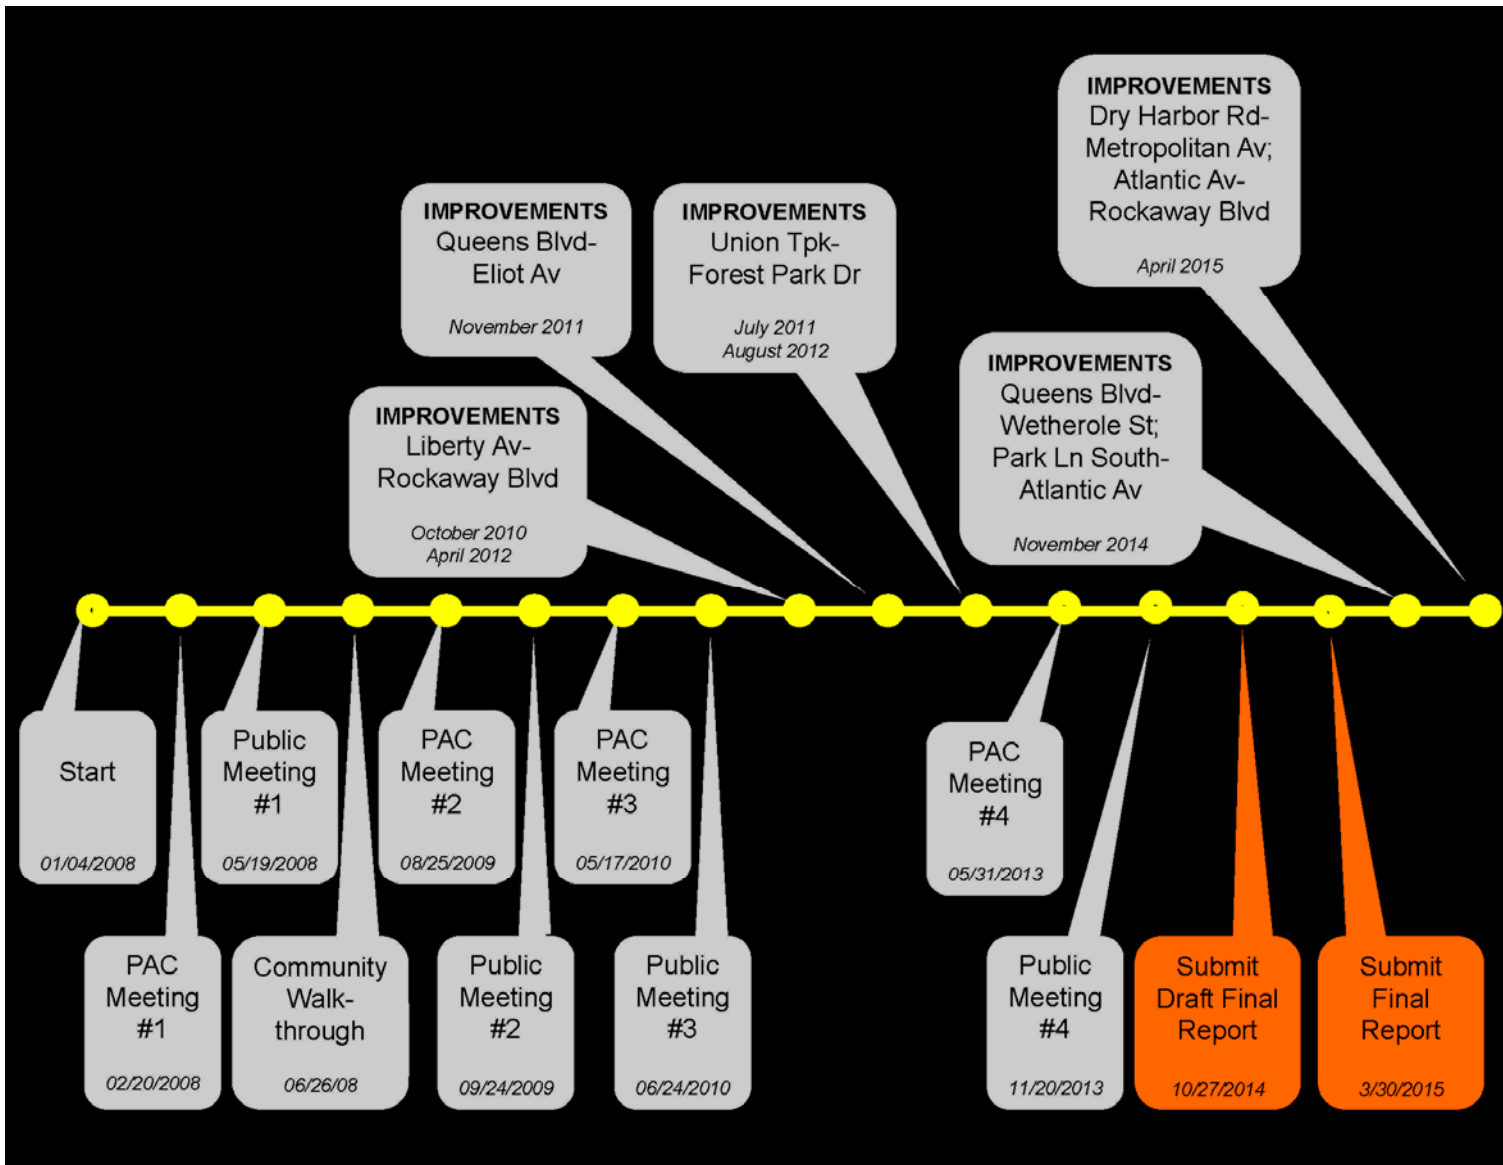 IMPROVEMENTS
Dry Harbor Rd-
Metropolitan Av;
Atlantic Av-
Rockaway Blvd
April 2015
IMPROVEMENTS
Queens Blvd-
Eliot Av
November 2011
IMPROVEMENTS
Union Tpk-
Forest Park Dr
July 2011
August 2012
IMPROVEMENTS
Queens Blvd-
Wetherole St;
Park Ln South-
Atlantic Av
November 2014
IMPROVEMENTS
Liberty Av-
Rockaway Blvd
October 2010
April 2012
Start
01/04/2008
Public
Meeting
#1
05/19/2008
PAC
Meeting
#2
08/25/2009
PAC
Meeting
#3
05/17/2010
PAC
Meeting
#4
05/31/2013
PAC
Meeting
#1
02/20/2008
Community
Walk-
through
06/26/08
Public
Meeting
#2
09/24/2009
Public
Meeting
#3
06/24/2010
Public
Meeting
#4
11/20/2013
Submit
Draft Final
Report
10/27/2014
Submit
Final
Report
3/30/2015